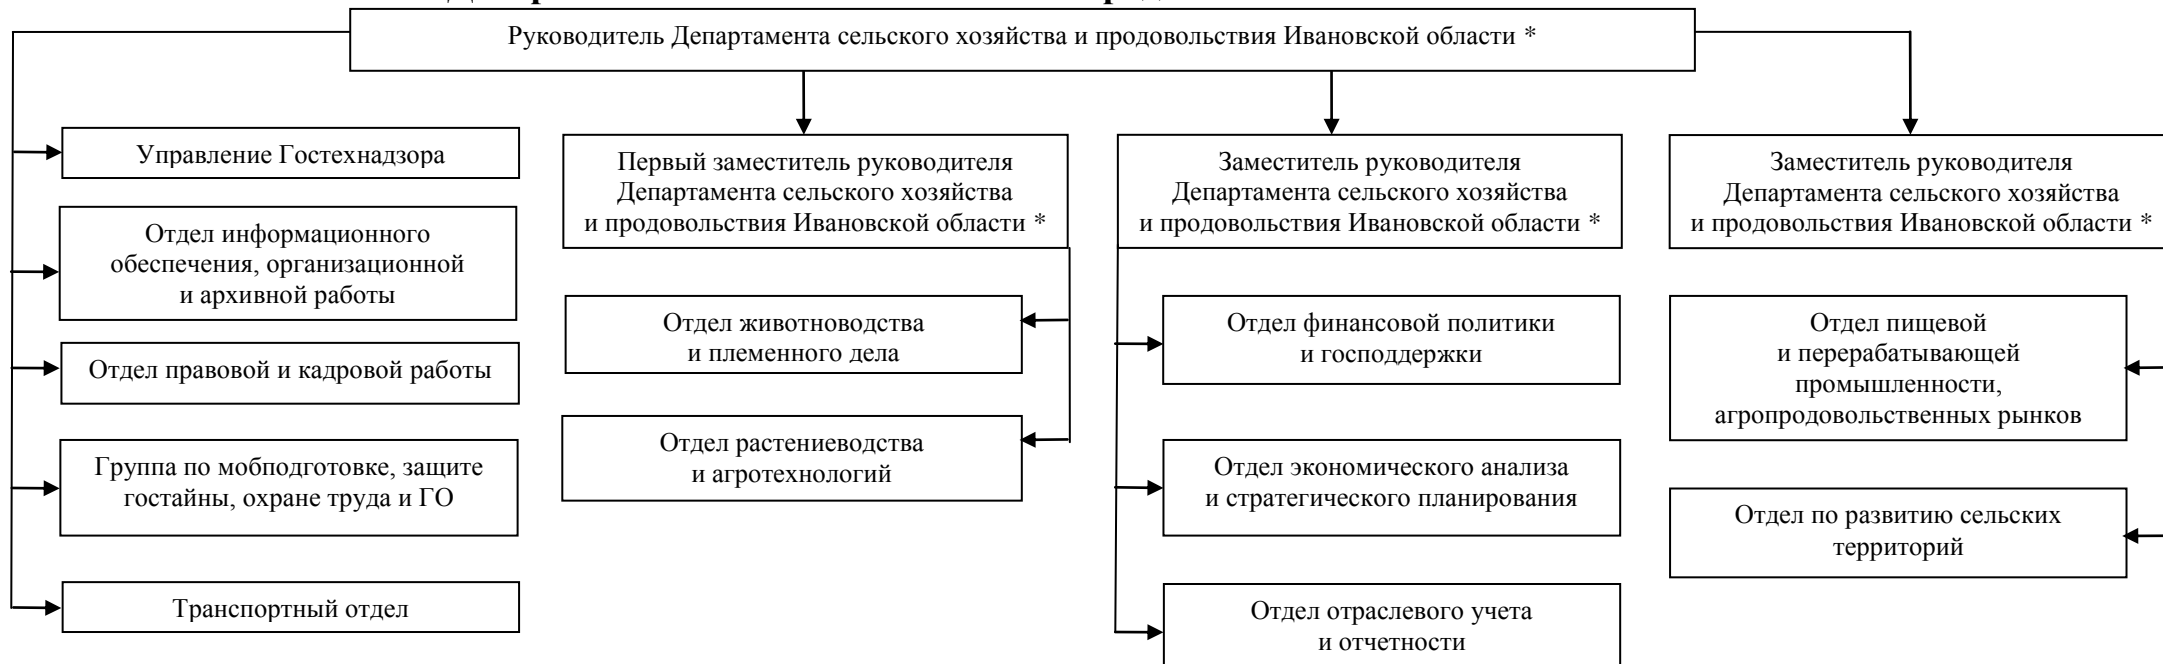 Руководитель Департамента сельского хозяйства и продовольствия Ивановской области *
Управление Гостехнадзора
Отдел информационного
обеспечения, организационной
и архивной работы
Отдел правовой и кадровой работы
Группа по мобподготовке, защите
гостайны, охране труда и ГО
Транспортный отдел
Первый заместитель руководителя
Департамента сельского хозяйства
и продовольствия Ивановской области *
Отдел животноводства
и племенного дела
Отдел растениеводства
и агротехнологий
Заместитель руководителя
Департамента сельского хозяйства
и продовольствия Ивановской области *
Отдел финансовой политики
и господдержки
Отдел экономического анализа
и стратегического планирования
Отдел отраслевого учета
и отчетности
Заместитель руководителя
Департамента сельского хозяйства
и продовольствия Ивановской области *
Отдел пищевой
и перерабатывающей
промышленности,
агропродовольственных рынков
Отдел по развитию сельских
территорий